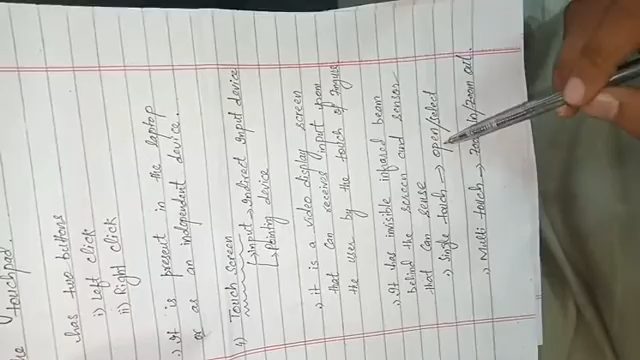 touchpad.
has two buttons
i) Left click
ii) Right click
› It is present in the laptop
or as an independent device.
4) Touch screen
↳ input → indirect input device
↳ Pointing device
› it is a video display screen
that can received input from
the user by the touch of
› It has invisible infrared beam
behind the screen and sensor
that can sense
› Single touch → open/select
› Multi touch → Zoom In/Zoom out.